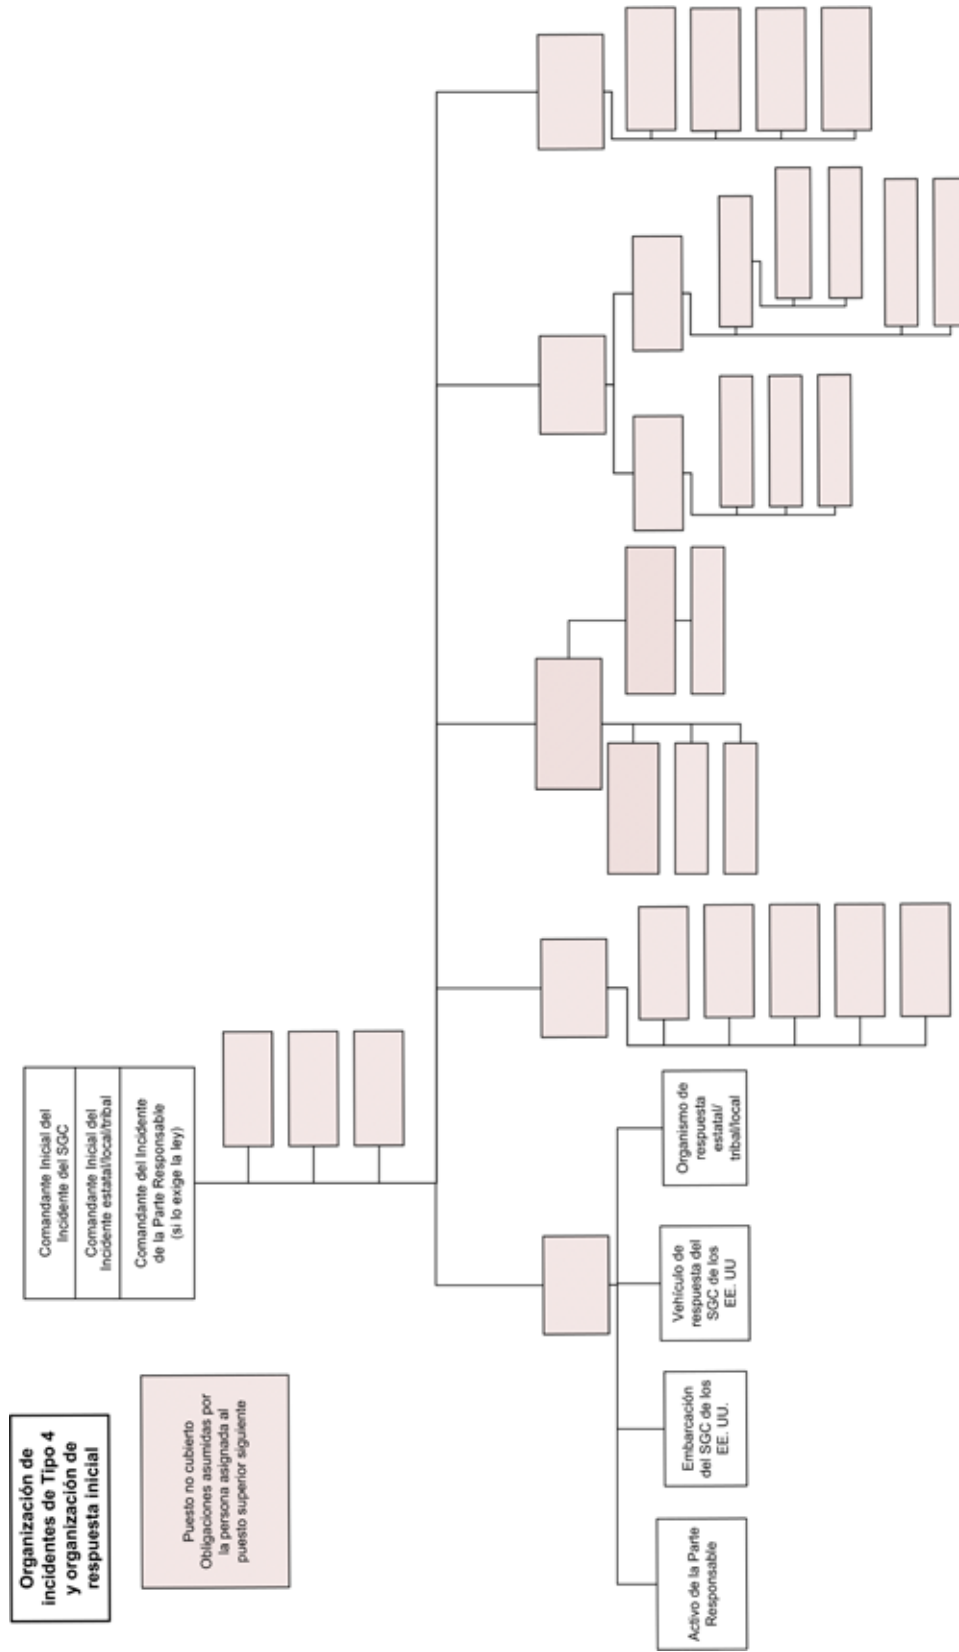 Organización de
incidentes de Tipo 4
y organización de
respuesta inicial
Puesto no cubierto
Obligaciones asumidas por
la persona asignada al
puesto superior siguiente
Comandante Inicial del
Incidente del SGC
Comandante Inicial del
Incidente estatal/local/tribal
Comandante del Incidente
de la Parte Responsable
(si lo exige la ley)
Activo de la Parte
Responsable
Embarcación
del SGC de los
EE. UU.
Vehículo de
respuesta del
SGC de los
EE. UU
Organismo de
respuesta
estatal/
tribal/local